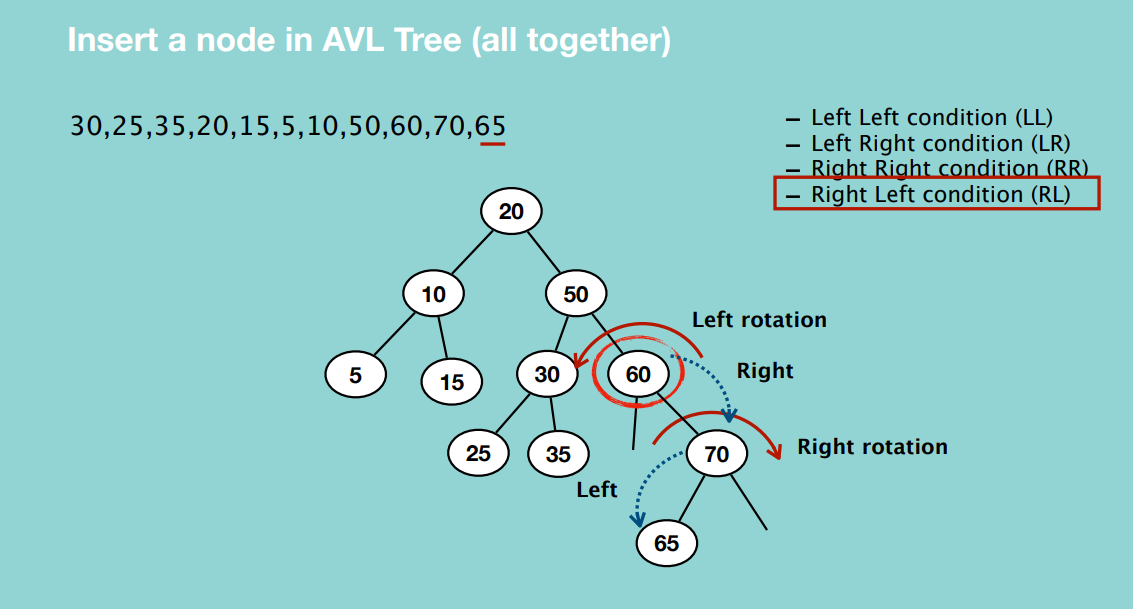 Insert a node in AVL Tree (all together)
30,25,35,20,15,5,10,50,60,70,65
– Left Left condition (LL)
– Left Right condition (LR)
– Right Right condition (RR)
– Right Left condition (RL)
20
10
50
Left rotation
5
15
30
60
Right
25
35
70
Right rotation
Left
65